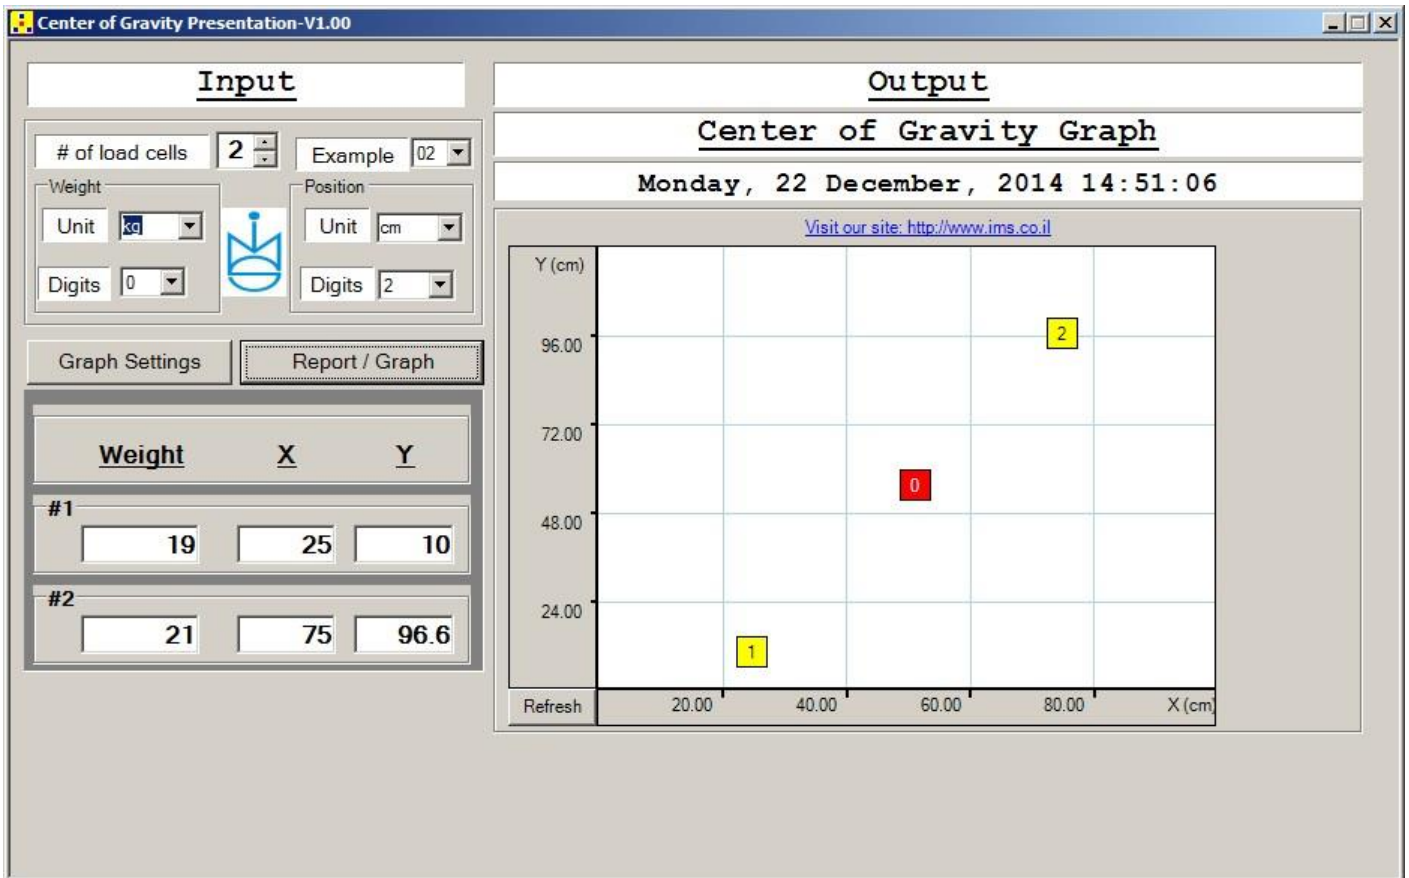 Center of Gravity Presentation-V1.00
Input
# of load cells 2 Example 02
Weight Position
Unit kg Unit cm
Digits 0 Digits 2
Graph Settings Report / Graph
Weight X Y
#1
19 25 10
#2
21 75 96.6
Output
Center of Gravity Graph
Monday, 22 December, 2014 14:51:06
Visit our site: http://www.ims.co.il
Y (cm)
96.00 2
72.00
0
48.00
24.00
1
Refresh 20.00 40.00 60.00 80.00 X (cm)